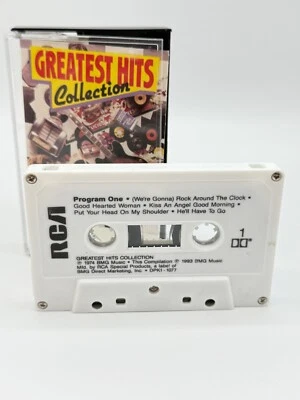 GREATEST HITS
Collection
RCA
Program One • (We're Gonna) Rock Around The Clock •
Good Hearted Woman • Kiss An Angel Good Morning •
Put Your Head On My Shoulder • He'll Have To Go
1
GREATEST HITS COLLECTION
℗ 1974 BMG Music • This Compilation ℗ 1993 BMG Music
Mfd. by RCA Special Products, a label of
BMG Direct Marketing, Inc. • DPK1-1077